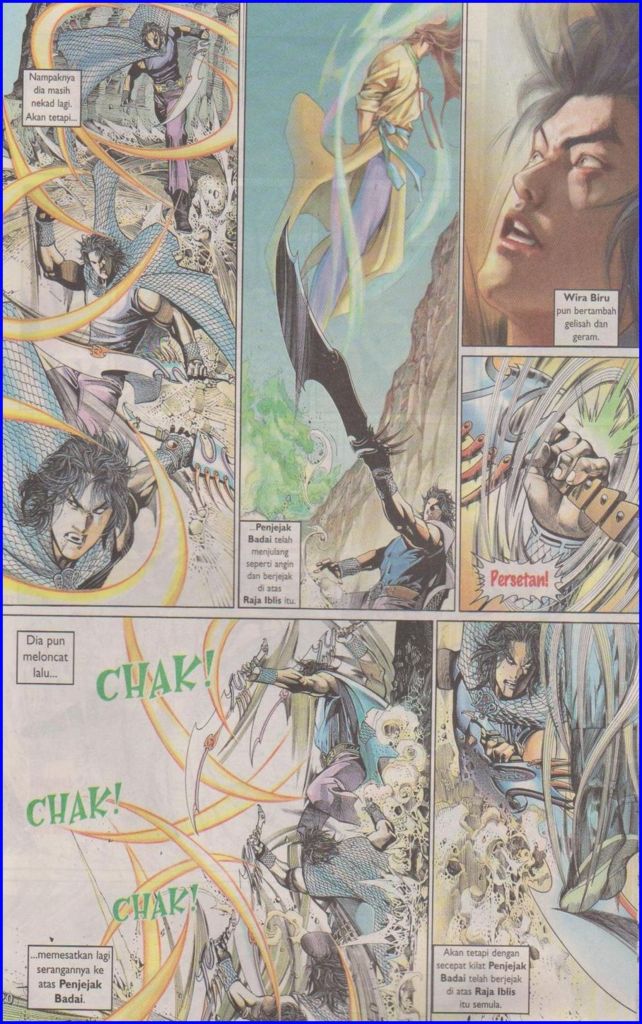 Nampaknya
dia masih
nekad lagi.
Akan tetapi...
...Penjejak
Badai telah
menjulang
seperti angin
dan berjejak
di atas
Raja Iblis itu.
Wira Biru
pun bertambah
gelisah dan
geram.
Persetan!
Dia pun
meloncat
lalu...
CHAK!
CHAK!
CHAK!
...memesatkan lagi
serangannya ke
atas Penjejak
Badai.
Akan tetapi dengan
secepat kilat Penjejak
Badai telah berjejak
di atas Raja Iblis
itu semula.
20